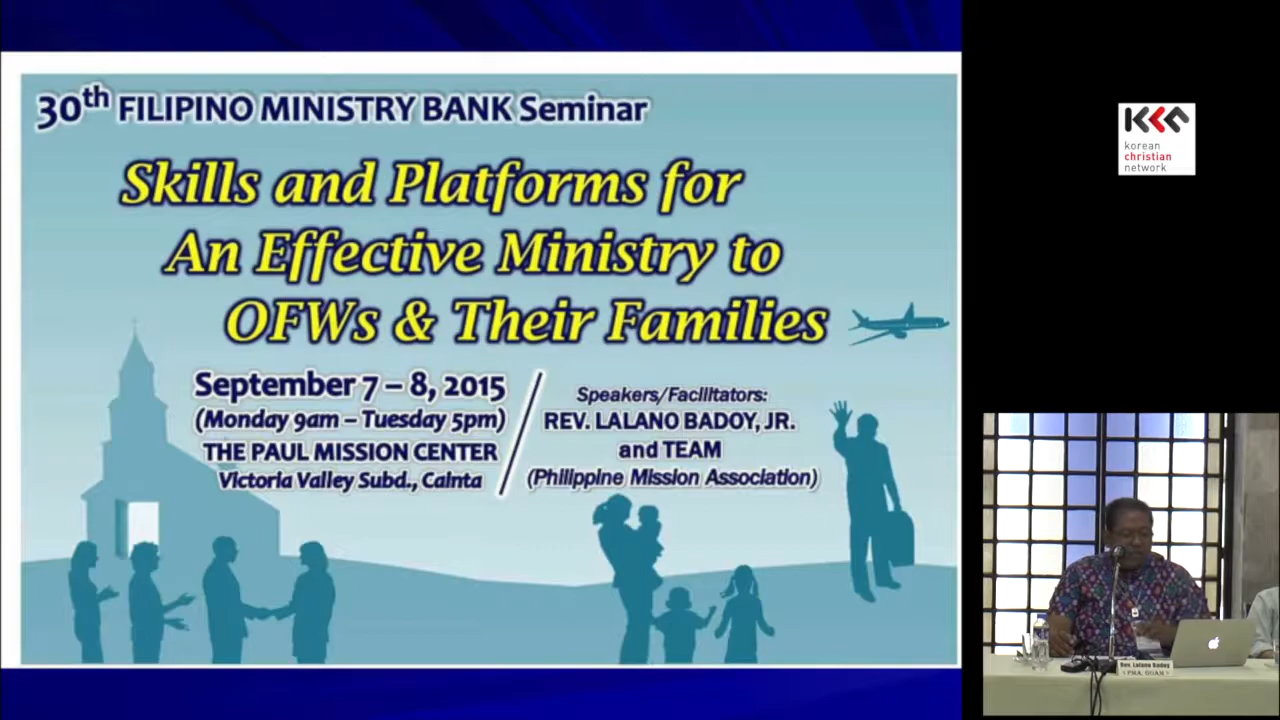 30th FILIPINO MINISTRY BANK Seminar
Skills and Platforms for
An Effective Ministry to
OFWs & Their Families
September 7 – 8, 2015
(Monday 9am – Tuesday 5pm)
THE PAUL MISSION CENTER
Victoria Valley Subd., Cainta
Speakers/Facilitators:
REV. LALANO BADOY, JR.
and TEAM
(Philippine Mission Association)
KCN
korean
christian
network
Rev. Lalano Badoy